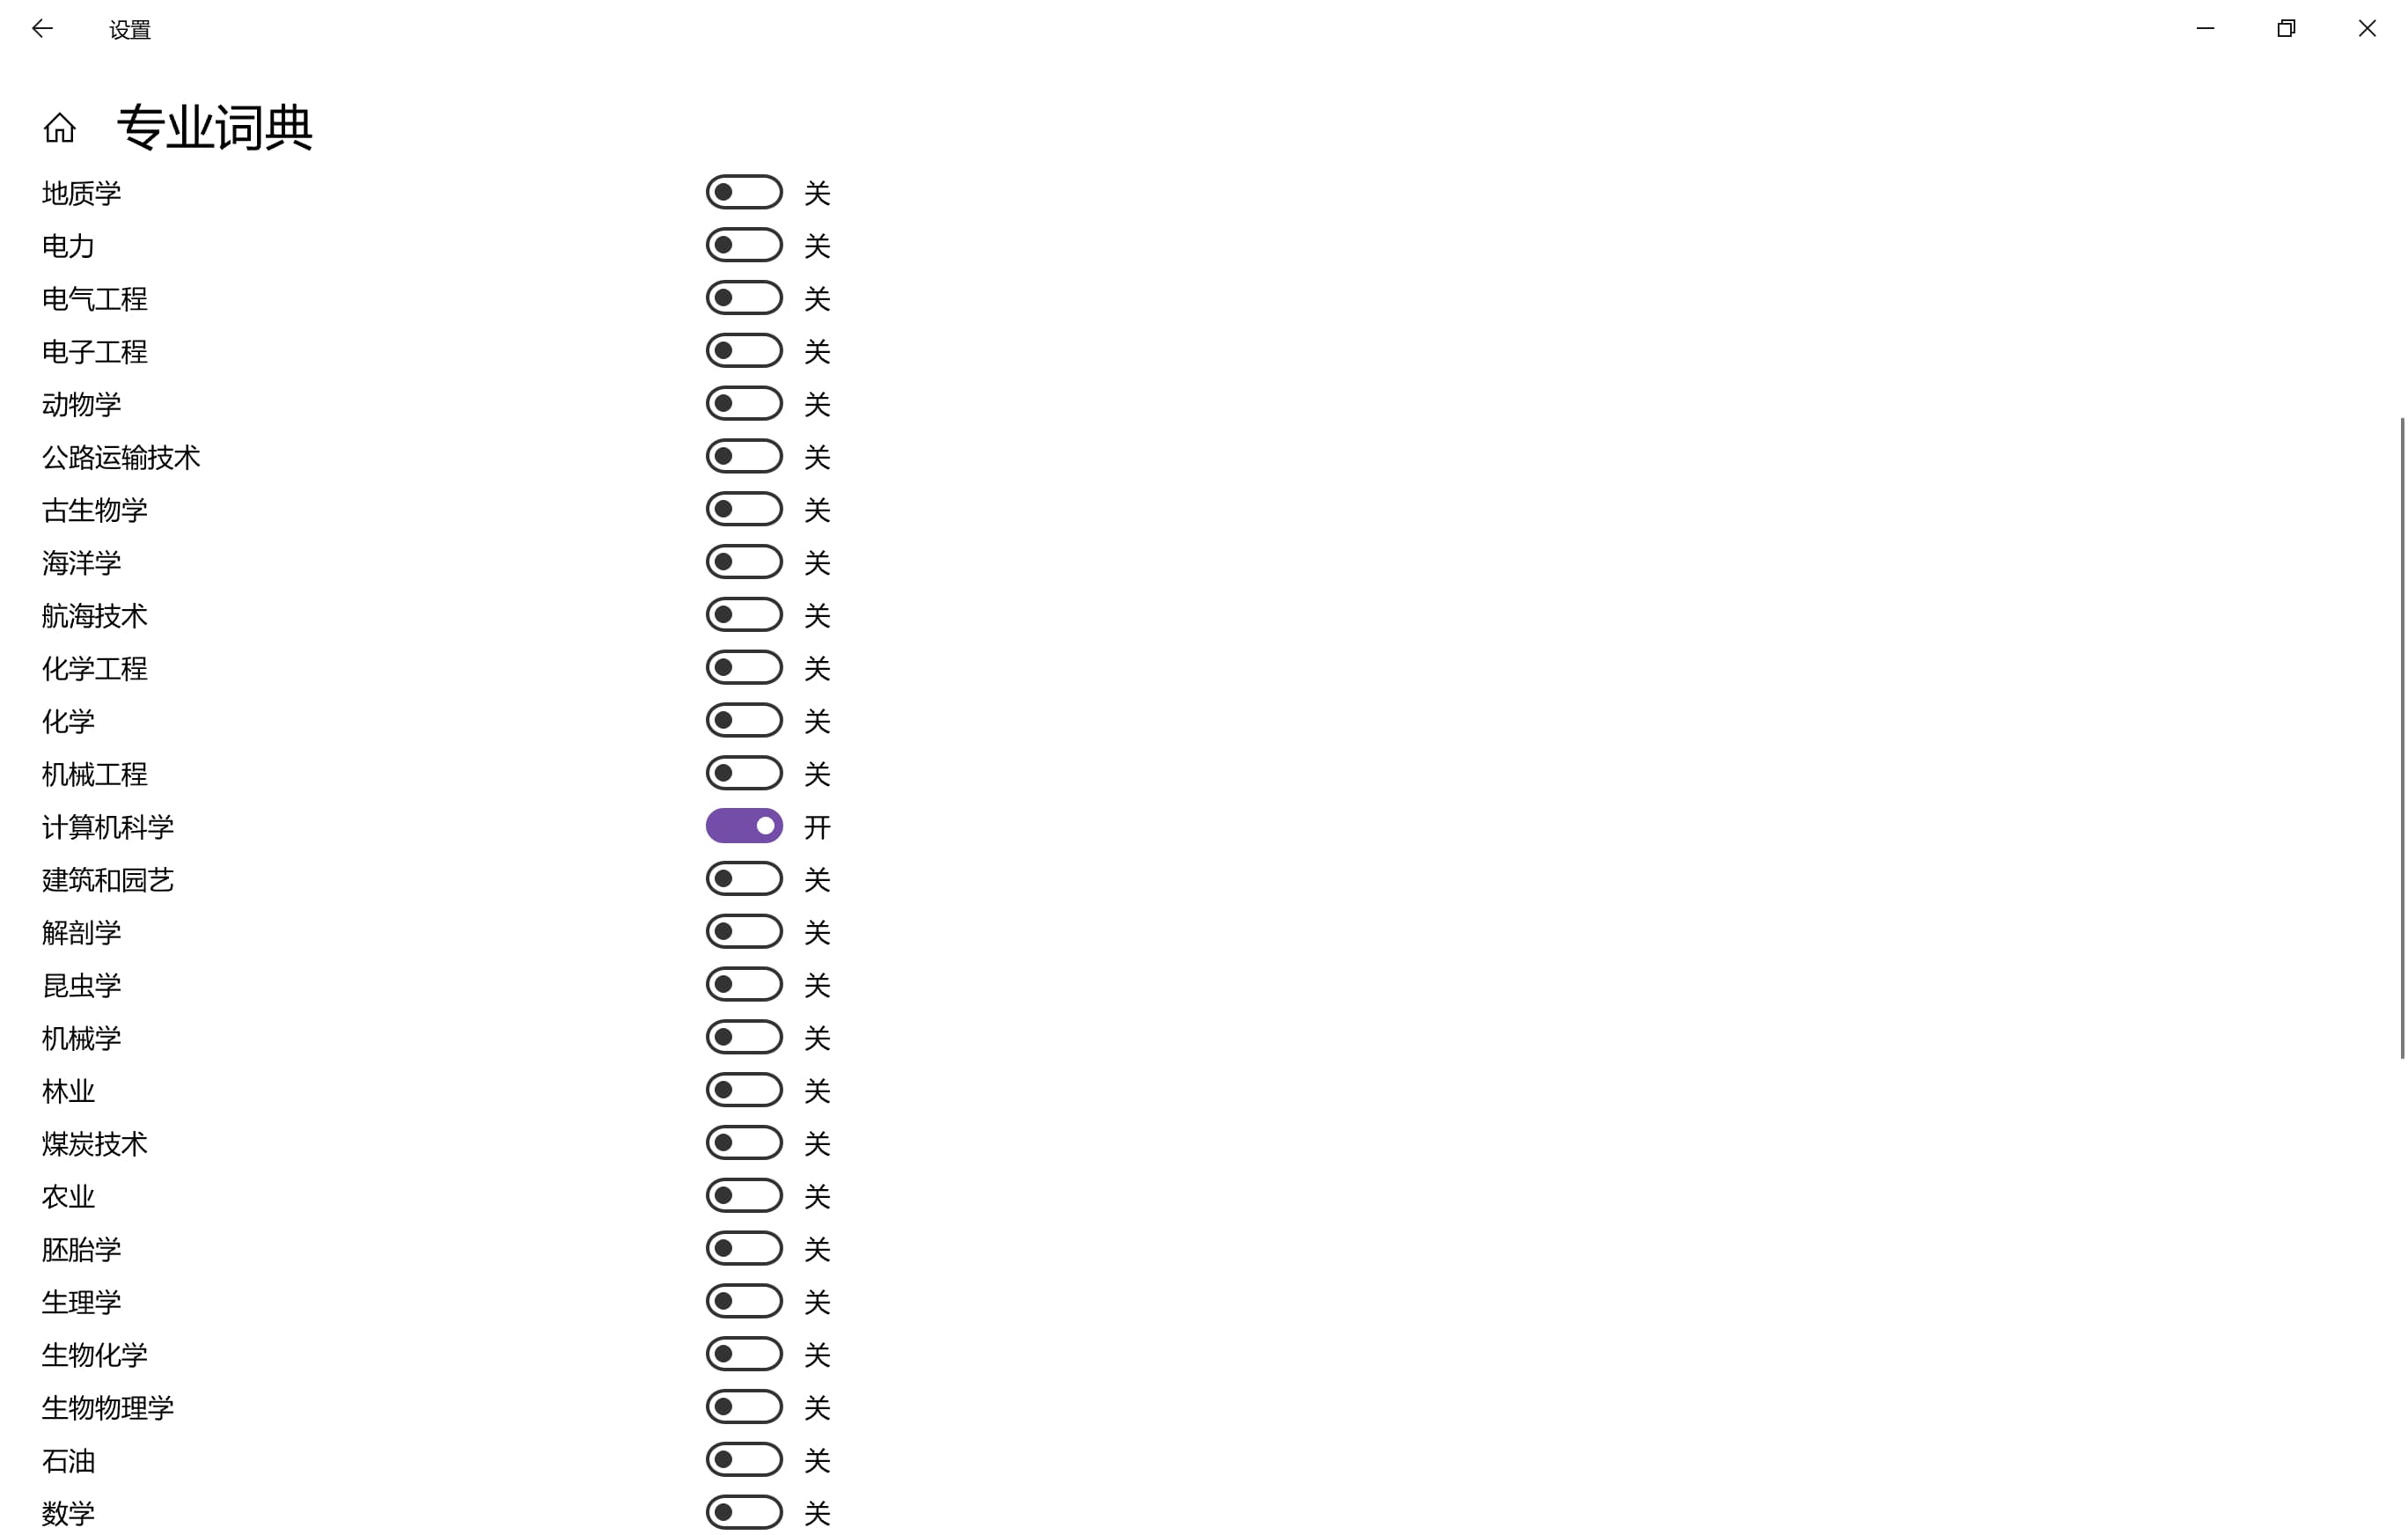 设置
专业词典
地质学 关
电力 关
电气工程 关
电子工程 关
动物学 关
公路运输技术 关
古生物学 关
海洋学 关
航海技术 关
化学工程 关
化学 关
机械工程 关
计算机科学 开
建筑和园艺 关
解剖学 关
昆虫学 关
机械学 关
林业 关
煤炭技术 关
农业 关
胚胎学 关
生理学 关
生物化学 关
生物物理学 关
石油 关
数学 关